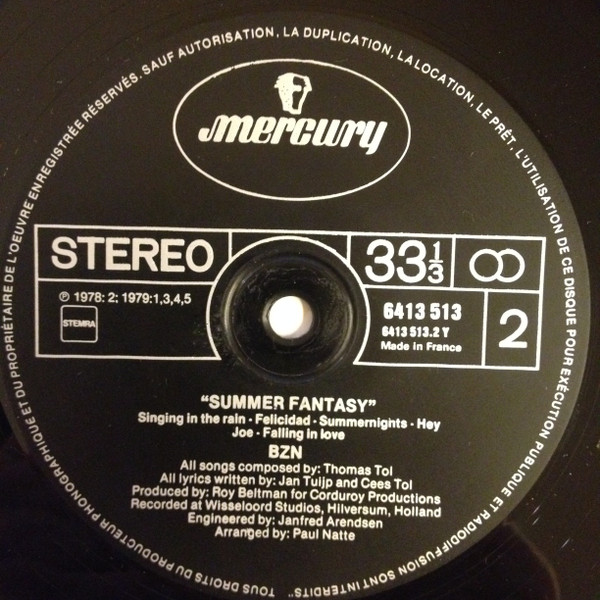 TOUS DROITS DU PRODUCTEUR PHONOGRAPHIQUE ET DU PROPRIÉTAIRE DE L'OEUVRE ENREGISTRÉE RÉSERVÉS. SAUF AUTORISATION, LA DUPLICATION, LA LOCATION, LE PRÊT, L'UTILISATION DE CE DISQUE POUR EXÉCUTION PUBLIQUE ET RADIODIFFUSION SONT INTERDITS"
mercury
STEREO
33 1/3
℗ 1978: 2; 1979:1,3,4,5
STEMRA
6413 513
6413 513.2 Y
Made in France
2
"SUMMER FANTASY"
Singing in the rain - Felicidad - Summernights - Hey
Joe - Falling in love
BZN
All songs composed by: Thomas Tol
All lyrics written by: Jan Tuijp and Cees Tol
Produced by: Roy Beltman for Corduroy Productions
Recorded at Wisseloord Studios, Hilversum, Holland
Engineered by: Janfred Arendsen
Arranged by: Paul Natte